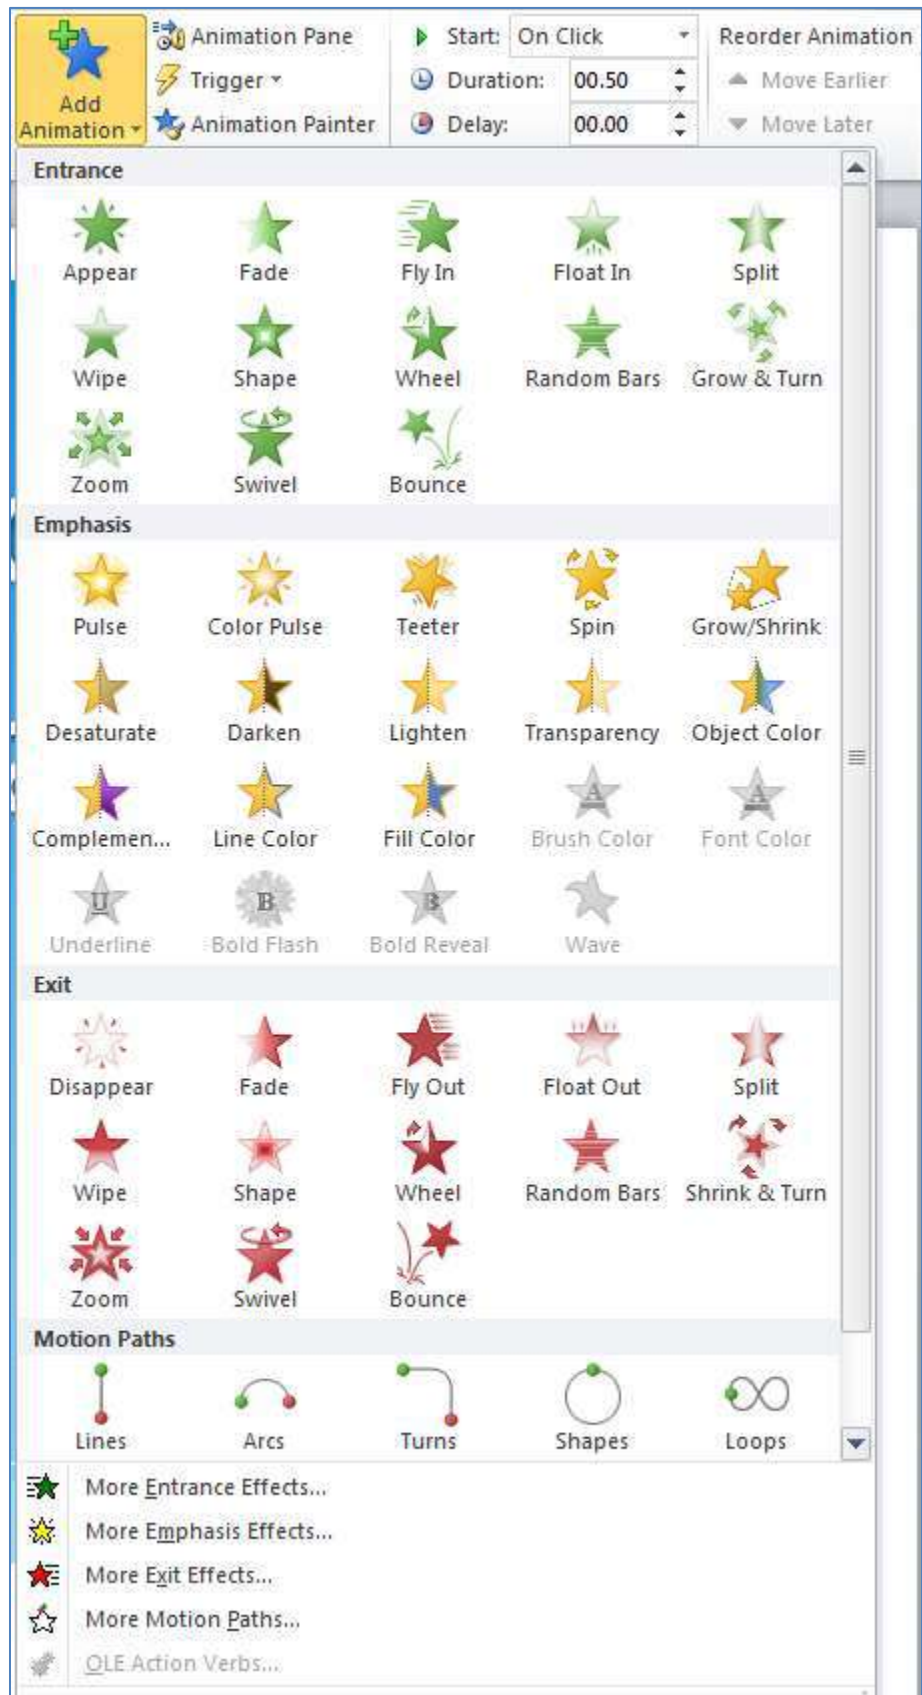 Add
Animation
Animation Pane
Trigger
Animation Painter
Start: On Click
Duration: 00.50
Delay: 00.00
Reorder Animation
Move Earlier
Move Later
Entrance
Appear Fade Fly In Float In Split
Wipe Shape Wheel Random Bars Grow & Turn
Zoom Swivel Bounce
Emphasis
Pulse Color Pulse Teeter Spin Grow/Shrink
Desaturate Darken Lighten Transparency Object Color
Complemen... Line Color Fill Color Brush Color Font Color
U B B A A
Underline Bold Flash Bold Reveal Wave
Exit
Disappear Fade Fly Out Float Out Split
Wipe Shape Wheel Random Bars Shrink & Turn
Zoom Swivel Bounce
Motion Paths
Lines Arcs Turns Shapes Loops
More Entrance Effects...
More Emphasis Effects...
More Exit Effects...
More Motion Paths...
OLE Action Verbs...